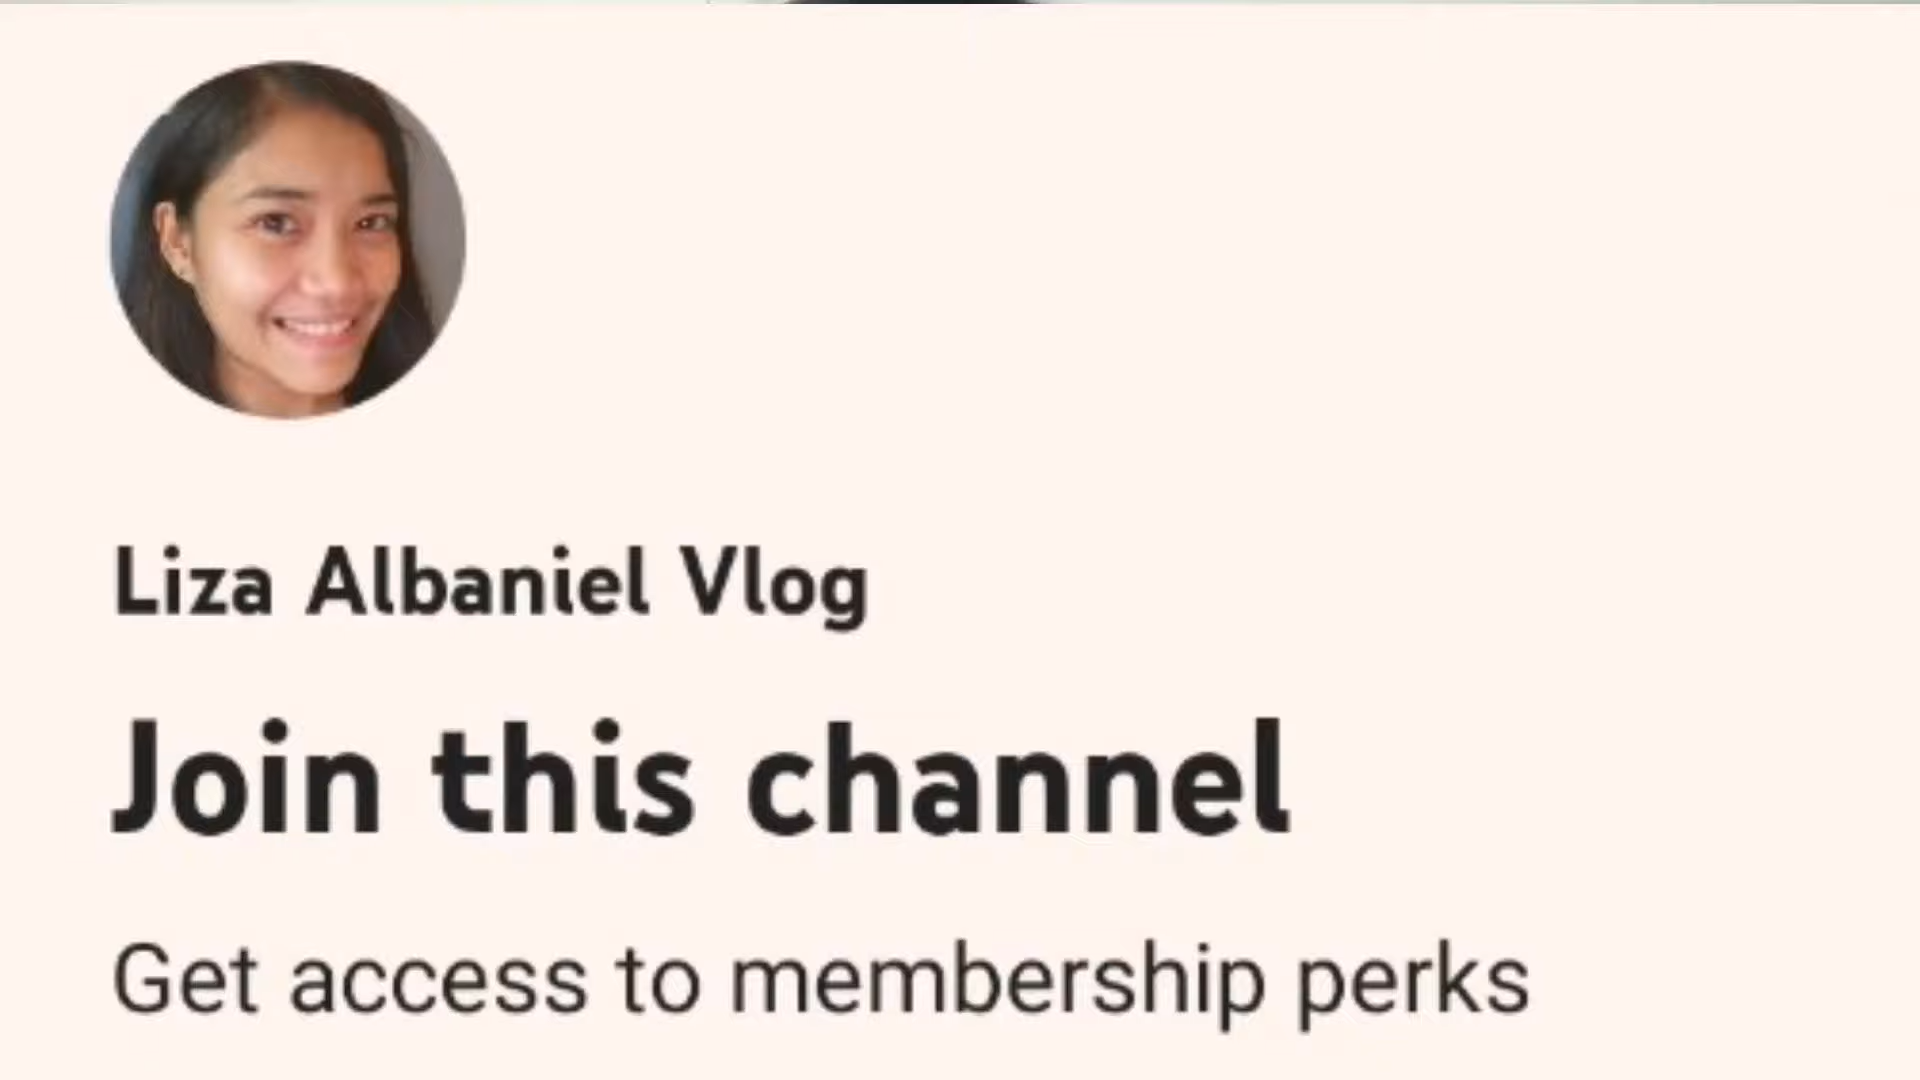 Liza Albaniel Vlog
Join this channel
Get access to membership perks